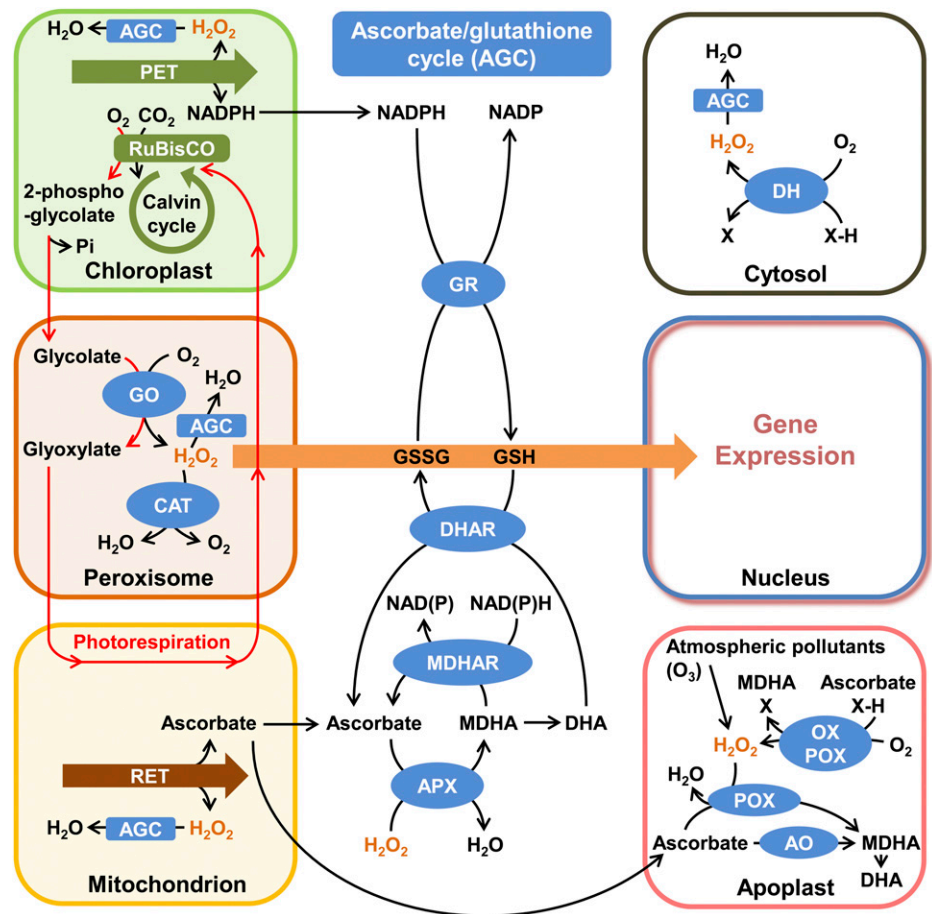 H₂O
AGC
H₂O₂
PET
O₂
CO₂
NADPH
RuBisCO
2-phospho
-glycolate
Calvin
cycle
Pi
Chloroplast
Ascorbate/glutathione
cycle (AGC)
NADPH
NADP
GR
GSSG
GSH
DHAR
NAD(P)
NAD(P)H
MDHAR
Ascorbate
MDHA
DHA
APX
H₂O₂
H₂O
H₂O
AGC
H₂O₂
O₂
DH
X
X-H
Cytosol
Glycolate
O₂
GO
H₂O
AGC
Glyoxylate
H₂O₂
CAT
H₂O
O₂
Peroxisome
Gene
Expression
Nucleus
Photorespiration
Ascorbate
RET
H₂O
AGC
H₂O₂
Mitochondrion
Atmospheric pollutants
(O₃)
MDHA
Ascorbate
X
X-H
H₂O₂
OX
POX
O₂
H₂O
POX
Ascorbate
AO
MDHA
DHA
Apoplast